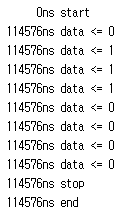 0ns start
114576ns data <= 0
114576ns data <= 1
114576ns data <= 1
114576ns data <= 1
114576ns data <= 0
114576ns data <= 0
114576ns data <= 0
114576ns data <= 0
114576ns stop
114576ns end